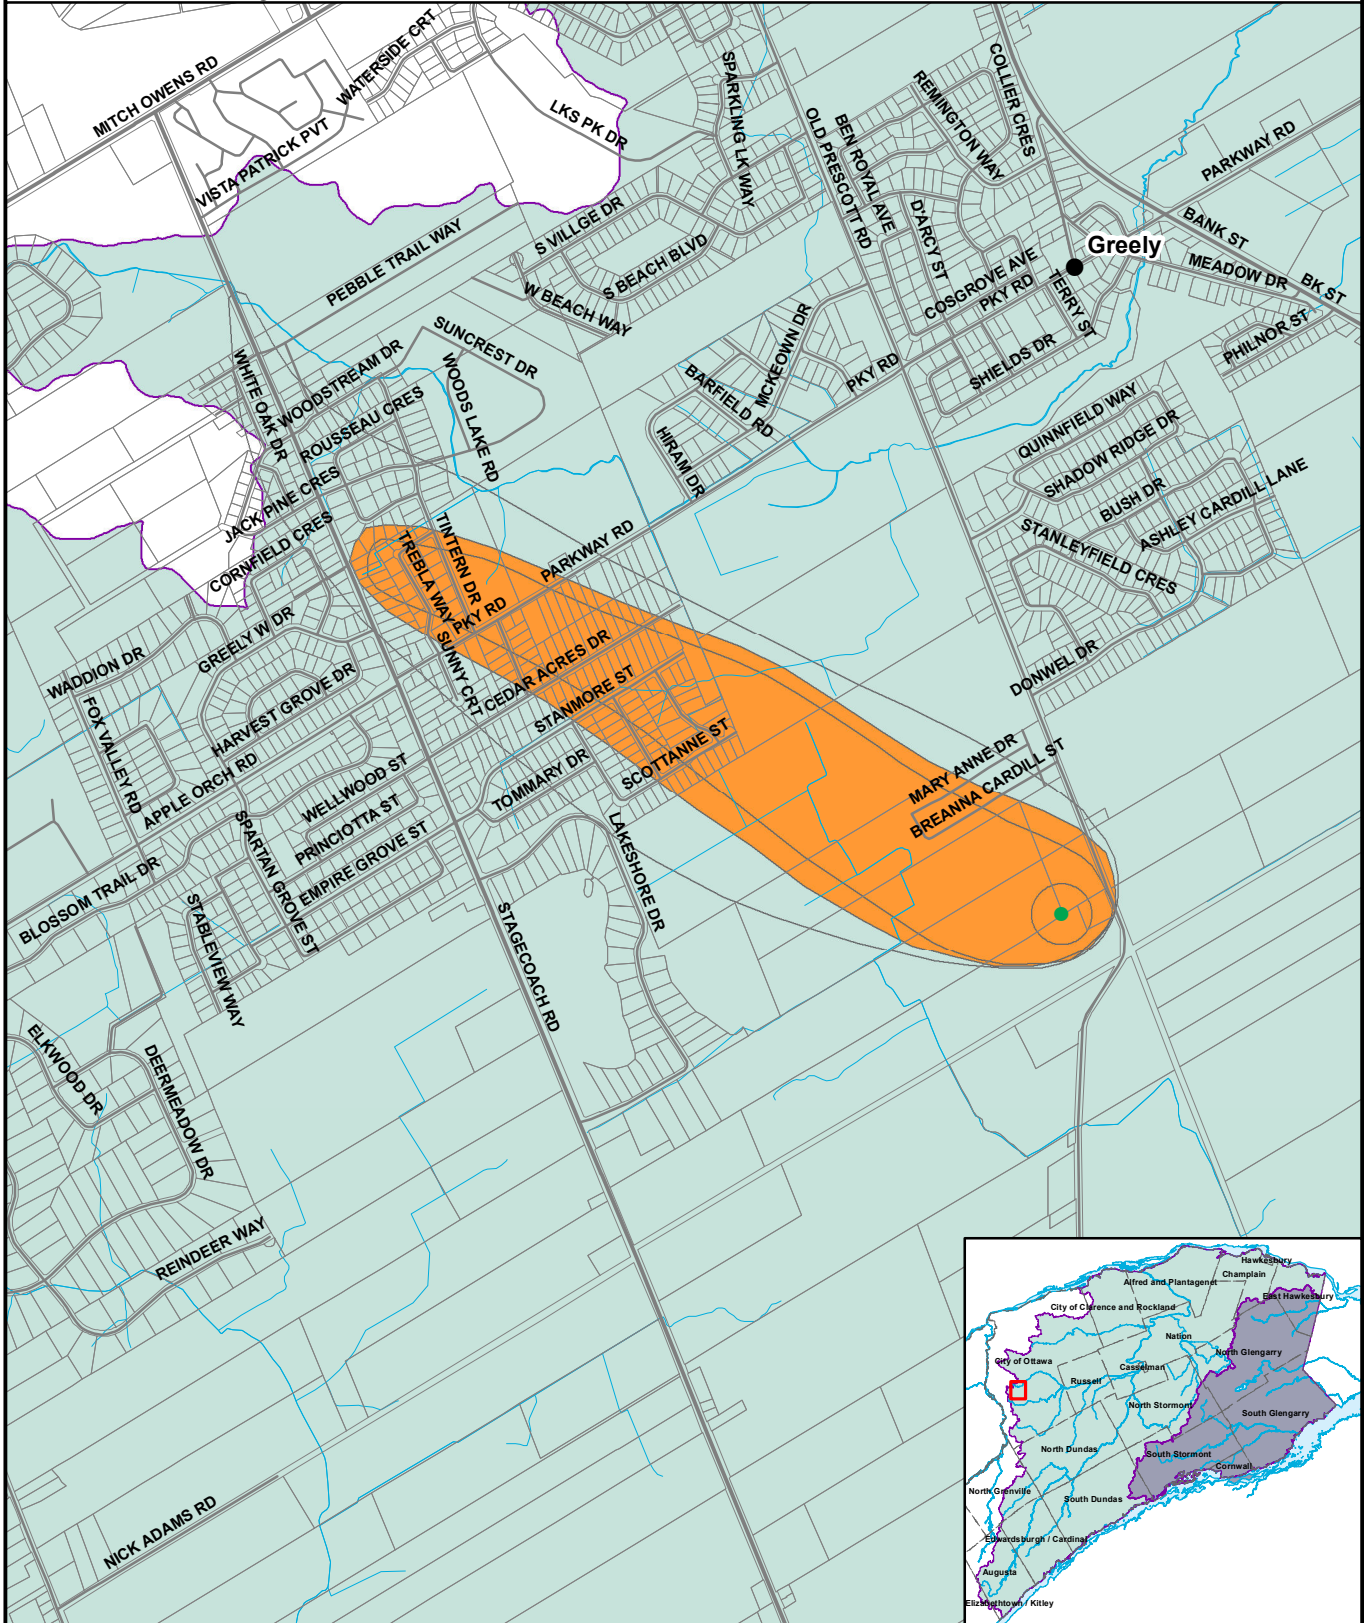 MITCH OWENS RD
WATERSIDE CRT
VISTA PATRICK PVT
LKS PK DR
SPARKLING LK WAY
OLD PRESCOTT RD
BEN ROYAL AVE
REMINGTON WAY
COLLIER CRES
PARKWAY RD
BANK ST
Greely
MEADOW DR
BK ST
D'ARCY ST
COSGROVE AVE
PKY RD
TERRY ST
PHILNOR ST
S VILLGE DR
S BEACH BLVD
PEBBLE TRAIL WAY
W BEACH WAY
SUNCREST DR
WOODSTREAM DR
WHITE OAK DR
WOODS LAKE RD
ROUSSEAU CRES
MCKEOWN DR
BARFIELD RD
PKY RD
SHIELDS DR
HIRAM DR
QUINNFIELD WAY
SHADOW RIDGE DR
BUSH DR
ASHLEY CARDILL LANE
STANLEYFIELD CRES
JACK PINE CRES
CORNFIELD CRES
TREBLA WAY
TINTERN DR
PARKWAY RD
PKY RD
SUNNY CRT
CEDAR ACRES DR
STANMORE ST
SCOTTANNE ST
TOMMARY DR
GREELY W DR
WADDION DR
HARVEST GROVE DR
FOX VALLEY RD
APPLE ORCH RD
WELLWOOD ST
PRINCIOTTA ST
EMPIRE GROVE ST
SPARTAN GROVE ST
DONWEL DR
MARY ANNE DR
BREANNA CARDILL ST
LAKESHORE DR
BLOSSOM TRAIL DR
STABLEVIEW WAY
STAGECOACH RD
ELKWOOD DR
DEERMEADOW DR
REINDEER WAY
NICK ADAMS RD
Hawkesbury
Champlain
Alfred and Plantagenet
East Hawkesbury
City of Clarence and Rockland
Nation
North Glengarry
City of Ottawa
Casselman
Russell
North Stormont
South Glengarry
North Dundas
South Stormont
Cornwall
North Grenville
South Dundas
Edwardsburgh / Cardinal
Augusta
Elizabethtown / Kitley